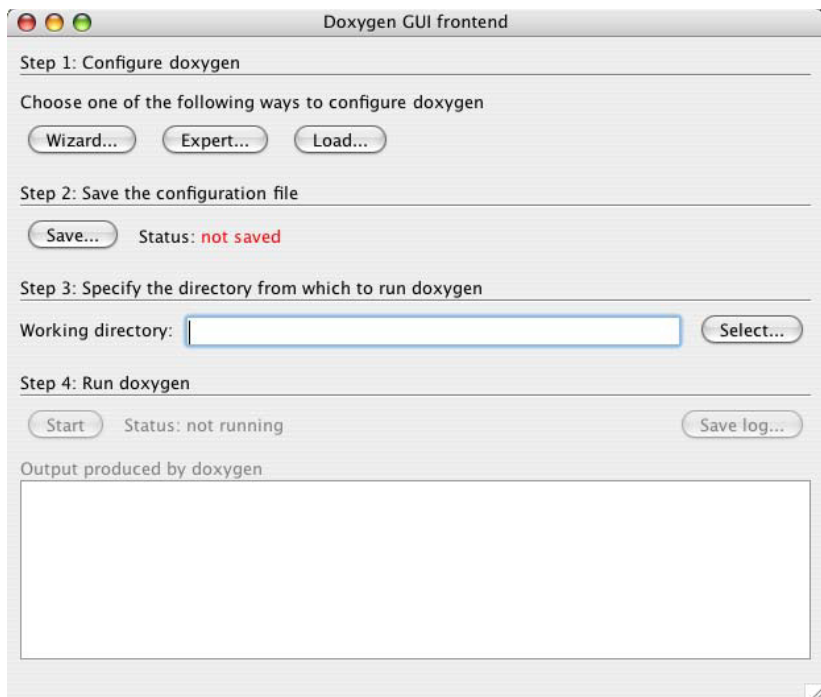 Doxygen GUI frontend
Step 1: Configure doxygen
Choose one of the following ways to configure doxygen
Wizard... Expert... Load...
Step 2: Save the configuration file
Save... Status: not saved
Step 3: Specify the directory from which to run doxygen
Working directory: Select...
Step 4: Run doxygen
Start Status: not running Save log...
Output produced by doxygen